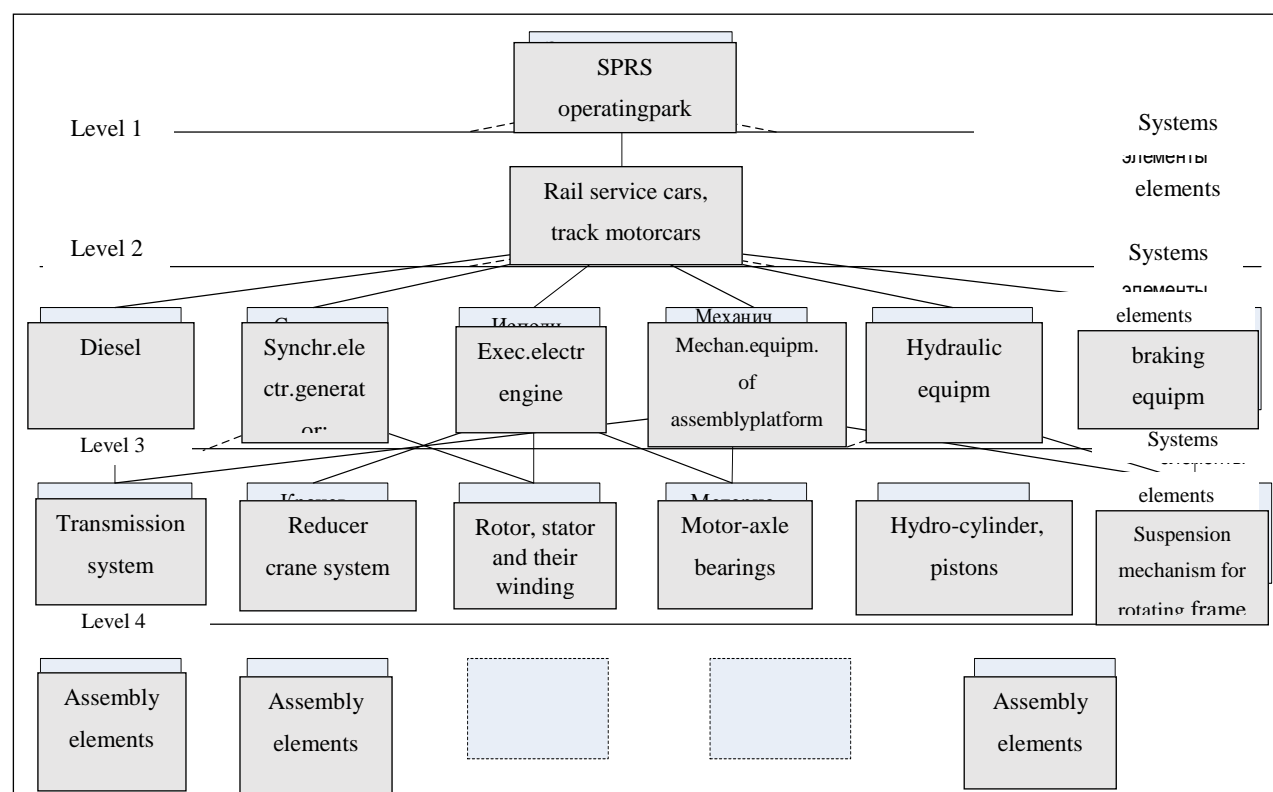 SPRS
operatingpark
Level 1
Systems
элементы
elements
Rail service cars,
track motorcars
Level 2
Systems
элементы
elements
Diesel
Synchr.ele
ctr.generat
or;
Exec.electr
engine
Механич
Mechan.equipm.
of
assemblyplatform
Hydraulic
equipm
braking
equipm
Level 3
Systems
элементы
elements
Transmission
system
Reducer
crane system
Rotor, stator
and their
winding
Motor-axle
bearings
Hydro-cylinder,
pistons
Suspension
mechanism for
rotating frame
Level 4
Assembly
elements
Assembly
elements
Assembly
elements